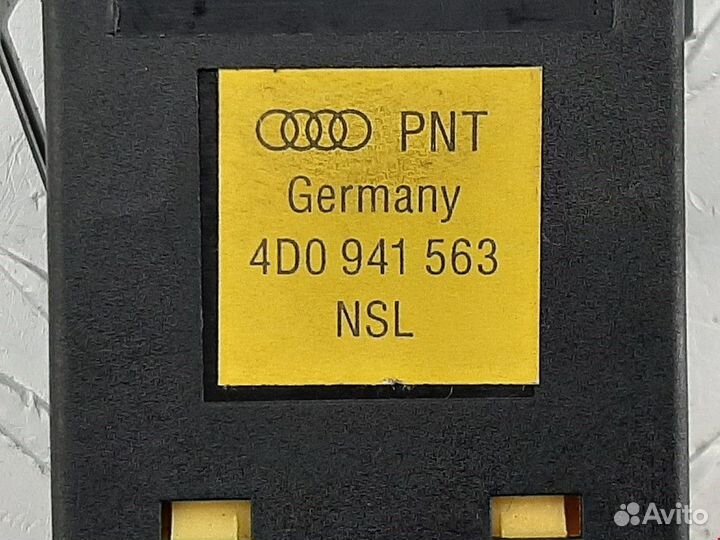 PNT
Germany
4D0 941 563
NSL
Avito